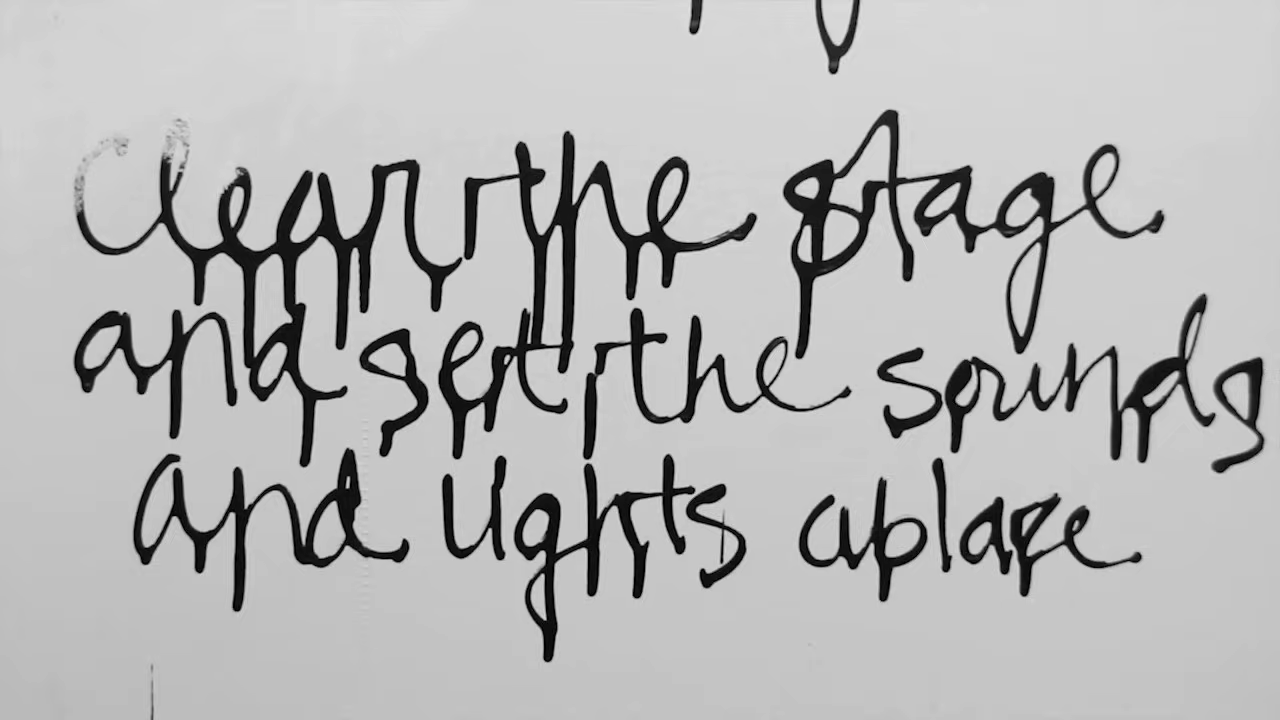 Clear the stage
and set the sounds
and lights ablaze